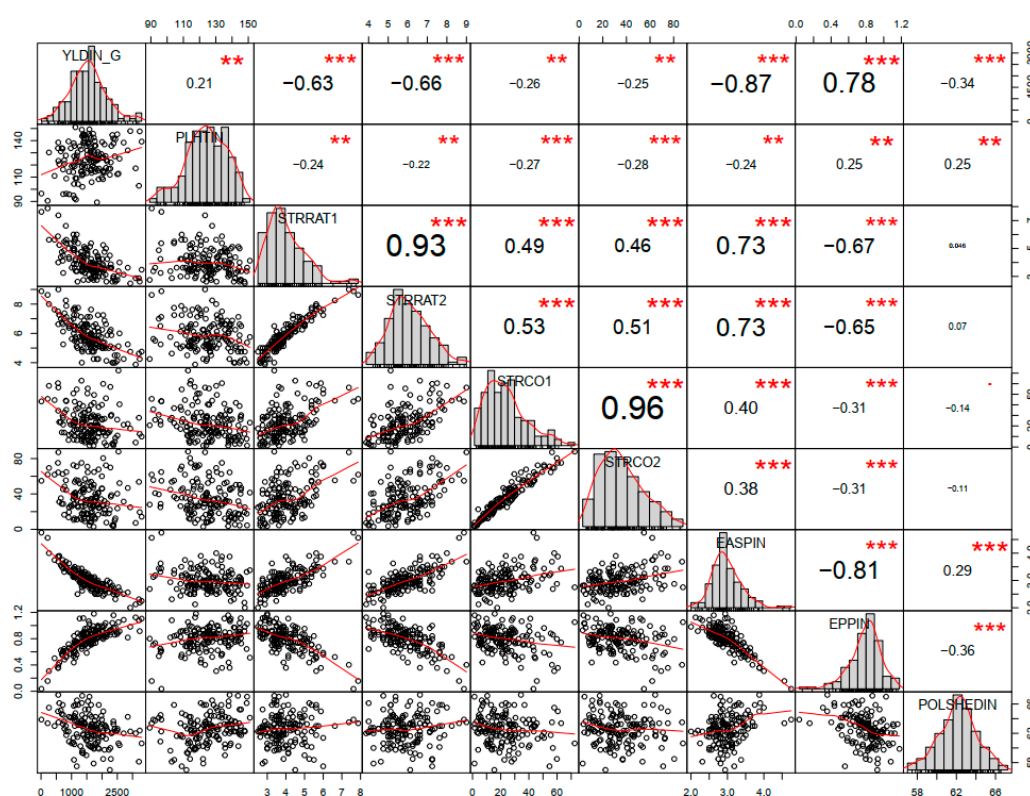 90 110 130 150 4 5 6 7 8 9 0 20 40 60 80 0.0 0.4 0.8 1.2
YLDIN_G 0.21 ** −0.63 *** −0.66 *** −0.26 ** −0.25 ** −0.87 *** 0.78 *** −0.34 ***
90 110 140 PLHTIN −0.24 ** −0.22 ** −0.27 *** −0.28 *** −0.24 ** 0.25 ** 0.25 **
STRRAT1 0.93 *** 0.49 *** 0.46 *** 0.73 *** −0.67 *** 0.046
4 6 8 STRRAT2 0.53 *** 0.51 *** 0.73 *** −0.65 *** 0.07
STRCO1 0.96 *** 0.40 *** −0.31 *** −0.14 .
0 40 80 STRCO2 0.38 *** −0.31 *** −0.11
EASPIN −0.81 *** 0.29 ***
0.0 0.4 0.8 1.2 EPPIN −0.36 ***
POLSHEDIN
0 1000 2500 3 4 5 6 7 8 0 20 40 60 2.0 3.0 4.0 58 62 66